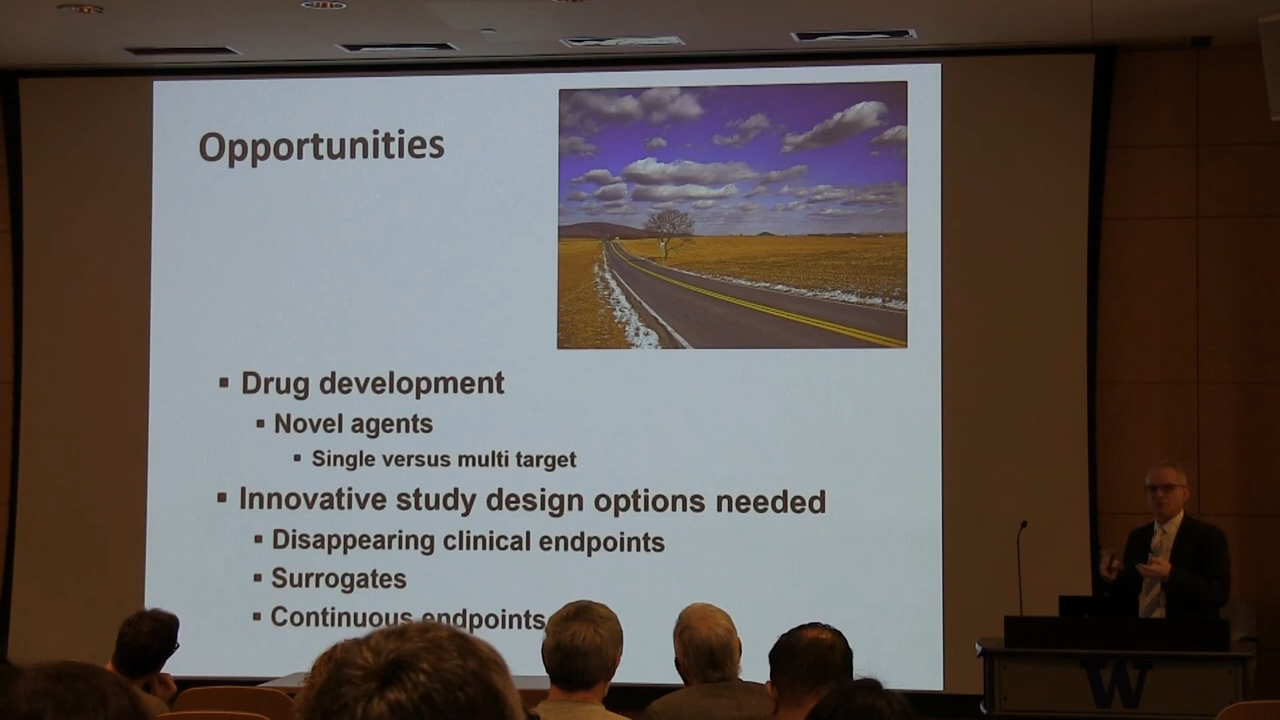 Opportunities
Drug development
Novel agents
Single versus multi target
Innovative study design options needed
Disappearing clinical endpoints
Surrogates
Continuous endpoints
W